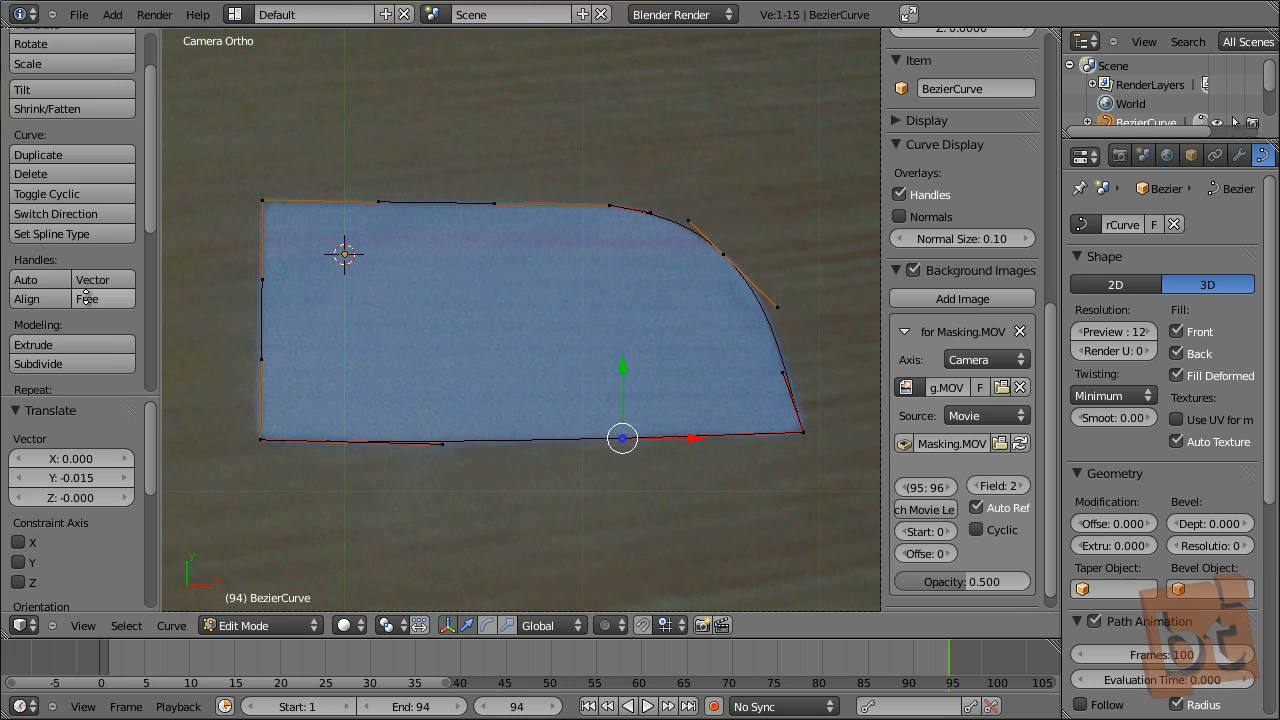 File Add Render Help Default Scene Blender Render Ve:1-15 | BezierCurve
Rotate
Scale
Tilt
Shrink/Fatten
Curve:
Duplicate
Delete
Toggle Cyclic
Switch Direction
Set Spline Type
Handles:
Auto Vector
Align Free
Modeling:
Extrude
Subdivide
Repeat:
Translate
Vector
X: 0.000
Y: -0.015
Z: -0.000
Constraint Axis
X
Y
Z
Orientation
Camera Ortho
y
(94) BezierCurve
Z: 0.0000
Item
BezierCurve
Display
Curve Display
Overlays:
Handles
Normals
Normal Size: 0.10
Background Images
Add Image
for Masking.MOV
Axis: Camera
g.MOV F
Source: Movie
Masking.MOV
(95: 96 Field: 2
ch Movie Le Auto Ref
Start: 0 Cyclic
Offse: 0
Opacity: 0.500
View Search All Scenes
Scene
RenderLayers |
World
BezierCurve
Bezier Bezier
rCurve F
Shape
2D 3D
Resolution: Fill:
Preview : 12 Front
Render U: 0 Back
Twisting: Fill Deformed
Minimum Textures:
Smoot: 0.00 Use UV for m
Auto Texture
Geometry
Modification: Bevel:
Offse: 0.000 Dept: 0.000
Extru: 0.000 Resolutio: 0
Taper Object: Bevel Object:
Path Animation
Frames: 100
Evaluation Time: 0.000
Follow Radius
bt
View Select Curve Edit Mode Global
-5 0 5 10 15 20 25 30 35 40 45 50 55 60 65 70 75 80 85 90 95 100 105
View Frame Playback Start: 1 End: 94 94 No Sync